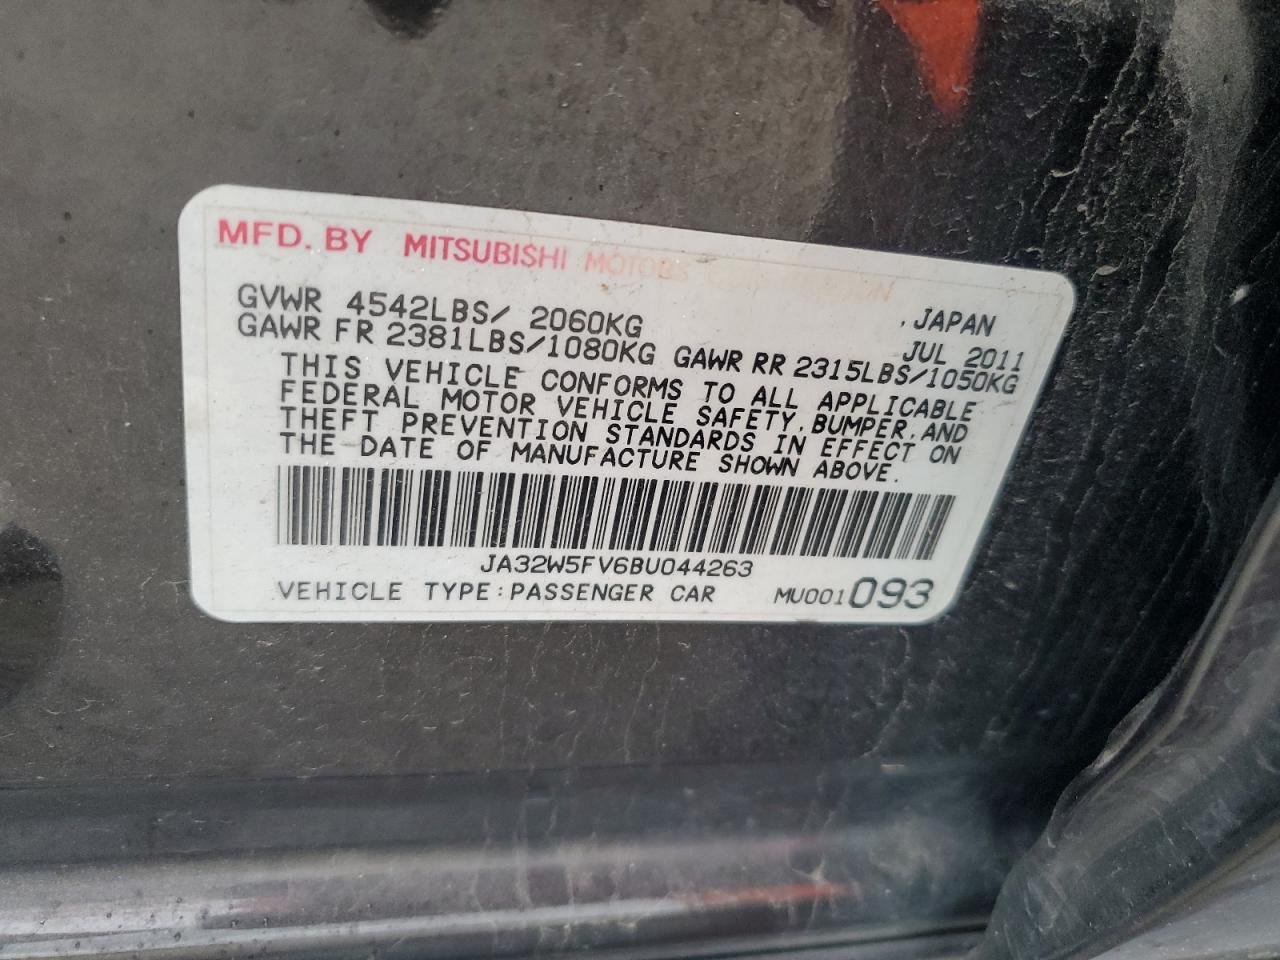 MFD. BY MITSUBISHI MOTORS CORPORATION
, JAPAN
GVWR 4542LBS/ 2060KG JUL 2011
GAWR FR 2381LBS/1080KG GAWR RR 2315LBS/1050KG
THIS VEHICLE CONFORMS TO ALL APPLICABLE
FEDERAL MOTOR VEHICLE SAFETY, BUMPER, AND
THEFT PREVENTION STANDARDS IN EFFECT ON
THE DATE OF MANUFACTURE SHOWN ABOVE.
JA32W5FV6BU044263
VEHICLE TYPE:PASSENGER CAR MU001093